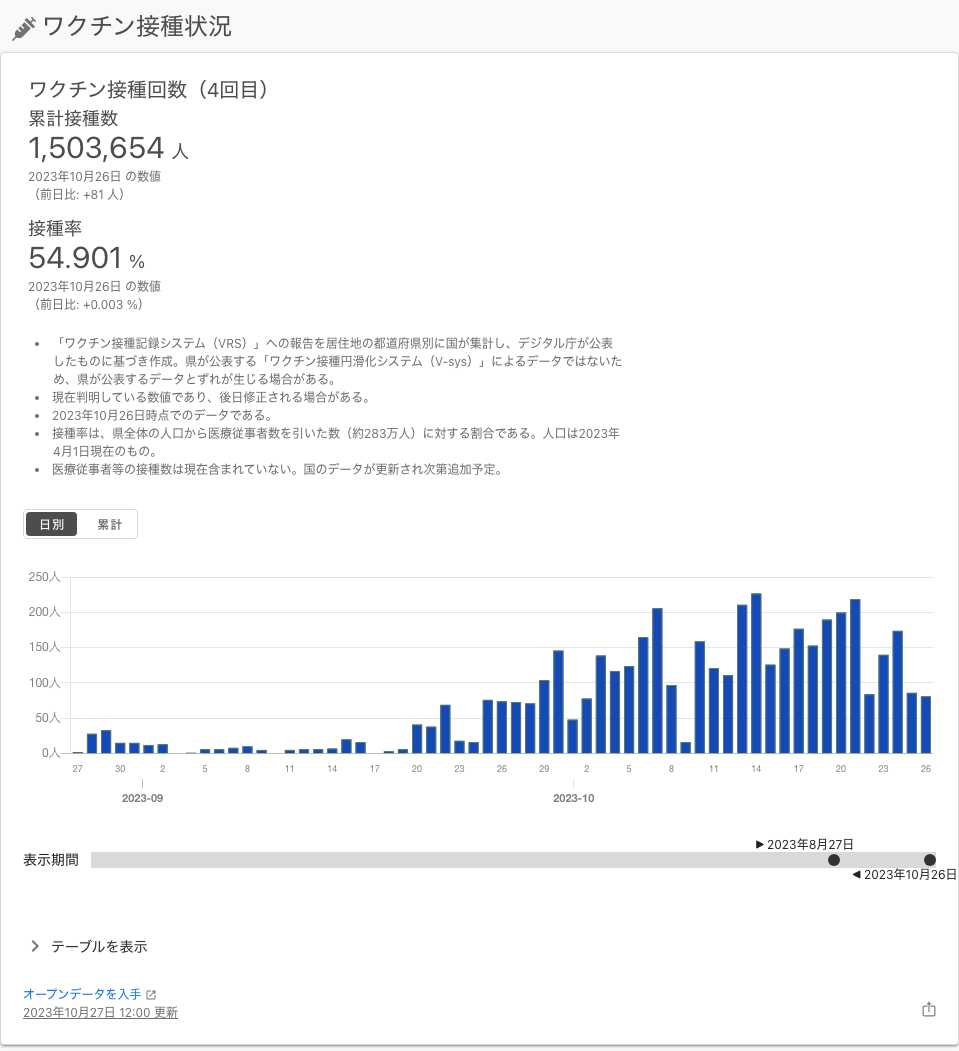 ワクチン接種状況
ワクチン接種回数（4回目）
累計接種数
1,503,654 人
2023年10月26日 の数値
（前日比: +81 人）
接種率
54.901 %
2023年10月26日 の数値
（前日比: +0.003 %）
• 「ワクチン接種記録システム（VRS）」への報告を居住地の都道府県別に国が集計し、デジタル庁が公表
したものに基づき作成。県が公表する「ワクチン接種円滑化システム（V-sys）」によるデータではないた
め、県が公表するデータとずれが生じる場合がある。
• 現在判明している数値であり、後日修正される場合がある。
• 2023年10月26日時点でのデータである。
• 接種率は、県全体の人口から医療従事者数を引いた数（約283万人）に対する割合である。人口は2023年
4月1日現在のもの。
• 医療従事者等の接種数は現在含まれていない。国のデータが更新され次第追加予定。
日別 累計
250人
200人
150人
100人
50人
0人
27 30 2 5 8 11 14 17 20 23 26 29 2 5 8 11 14 17 20 23 26
2023-09 2023-10
▶ 2023年8月27日
表示期間
◀ 2023年10月26日
テーブルを表示
オープンデータを入手
2023年10月27日 12:00 更新